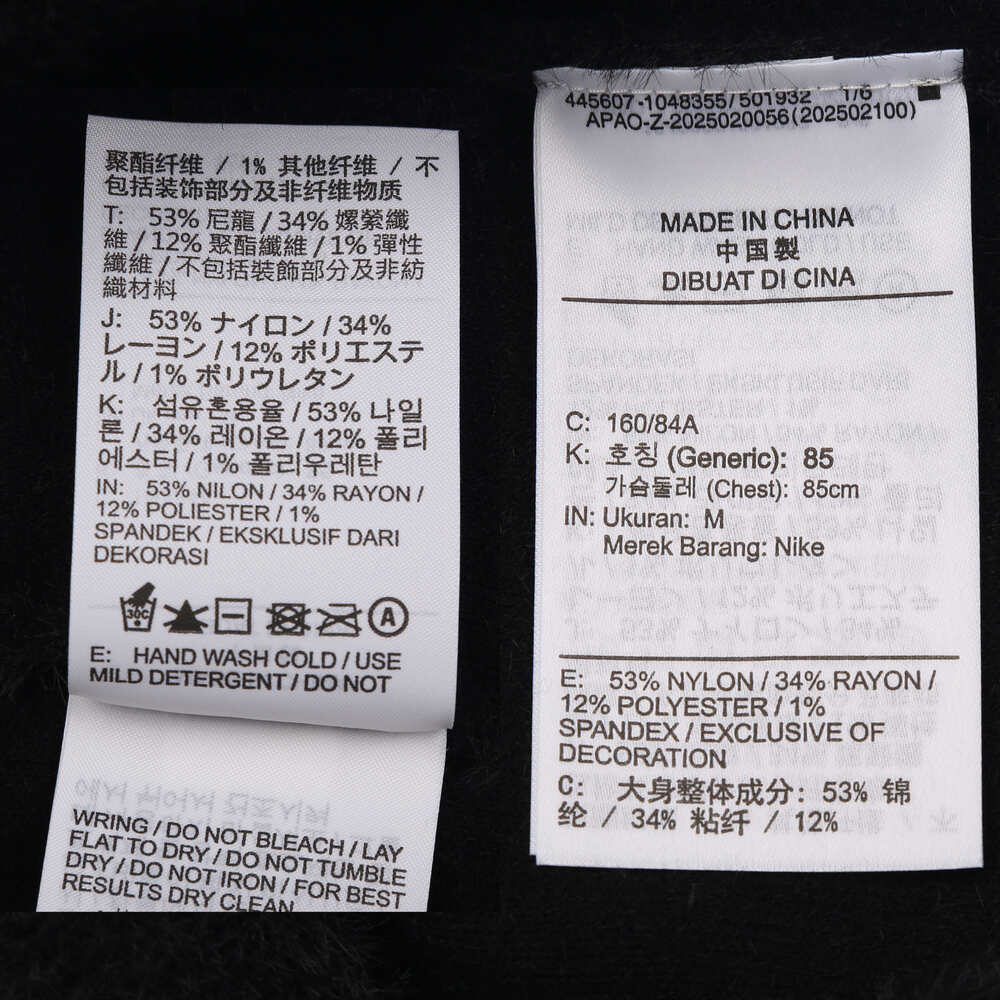 聚酯纤维 / 1% 其他纤维 / 不
包括装饰部分及非纤维物质
T: 53% 尼龍 / 34% 嫘縈纖
維 / 12% 聚酯纖維 / 1% 彈性
纖維 / 不包括裝飾部分及非紡
織材料
J: 53% ナイロン / 34%
レーヨン / 12% ポリエステ
ル / 1% ポリウレタン
K: 섬유혼용율 / 53% 나일
론 / 34% 레이온 / 12% 폴리
에스터 / 1% 폴리우레탄
IN: 53% NILON / 34% RAYON /
12% POLIESTER / 1%
SPANDEK / EKSKLUSIF DARI
DEKORASI
30C A
E: HAND WASH COLD / USE
MILD DETERGENT / DO NOT
WRING / DO NOT BLEACH / LAY
FLAT TO DRY / DO NOT TUMBLE
DRY / DO NOT IRON / FOR BEST
RESULTS DRY CLEAN
445607-1048355/501932 1/6
APAO-Z-2025020056(202502100)
MADE IN CHINA
中国製
DIBUAT DI CINA
C: 160/84A
K: 호칭 (Generic): 85
가슴둘레 (Chest): 85cm
IN: Ukuran: M
Merek Barang: Nike
E: 53% NYLON / 34% RAYON /
12% POLYESTER / 1%
SPANDEX / EXCLUSIVE OF
DECORATION
C: 大身整体成分: 53% 锦
纶 / 34% 粘纤 / 12%